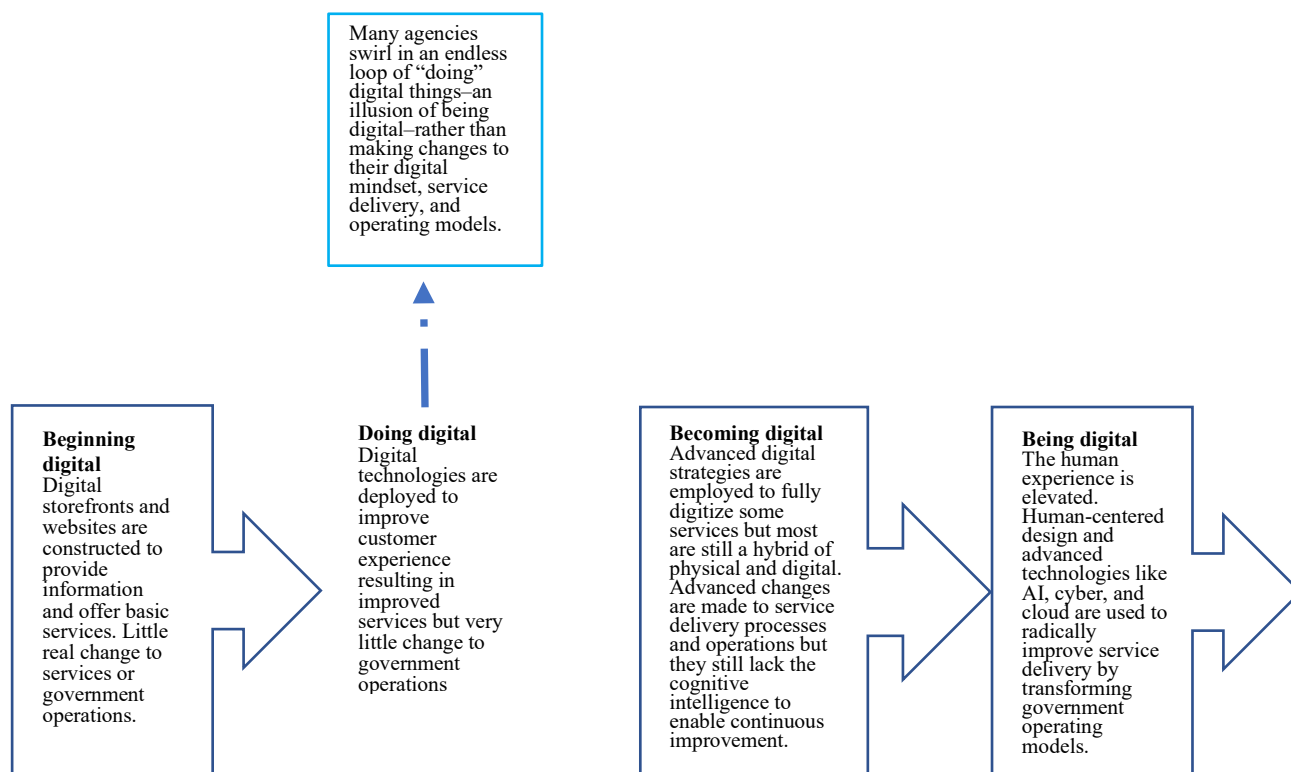 Many agencies
swirl in an endless
loop of “doing”
digital things–an
illusion of being
digital–rather than
making changes to
their digital
mindset, service
delivery, and
operating models.
Beginning
digital
Digital
storefronts and
websites are
constructed to
provide
information
and offer basic
services. Little
real change to
services or
government
operations.
Doing digital
Digital
technologies are
deployed to
improve
customer
experience
resulting in
improved
services but very
little change to
government
operations
Becoming digital
Advanced digital
strategies are
employed to fully
digitize some
services but most
are still a hybrid of
physical and digital.
Advanced changes
are made to service
delivery processes
and operations but
they still lack the
cognitive
intelligence to
enable continuous
improvement.
Being digital
The human
experience is
elevated.
Human-centered
design and
advanced
technologies like
AI, cyber, and
cloud are used to
radically
improve service
delivery by
transforming
government
operating
models.